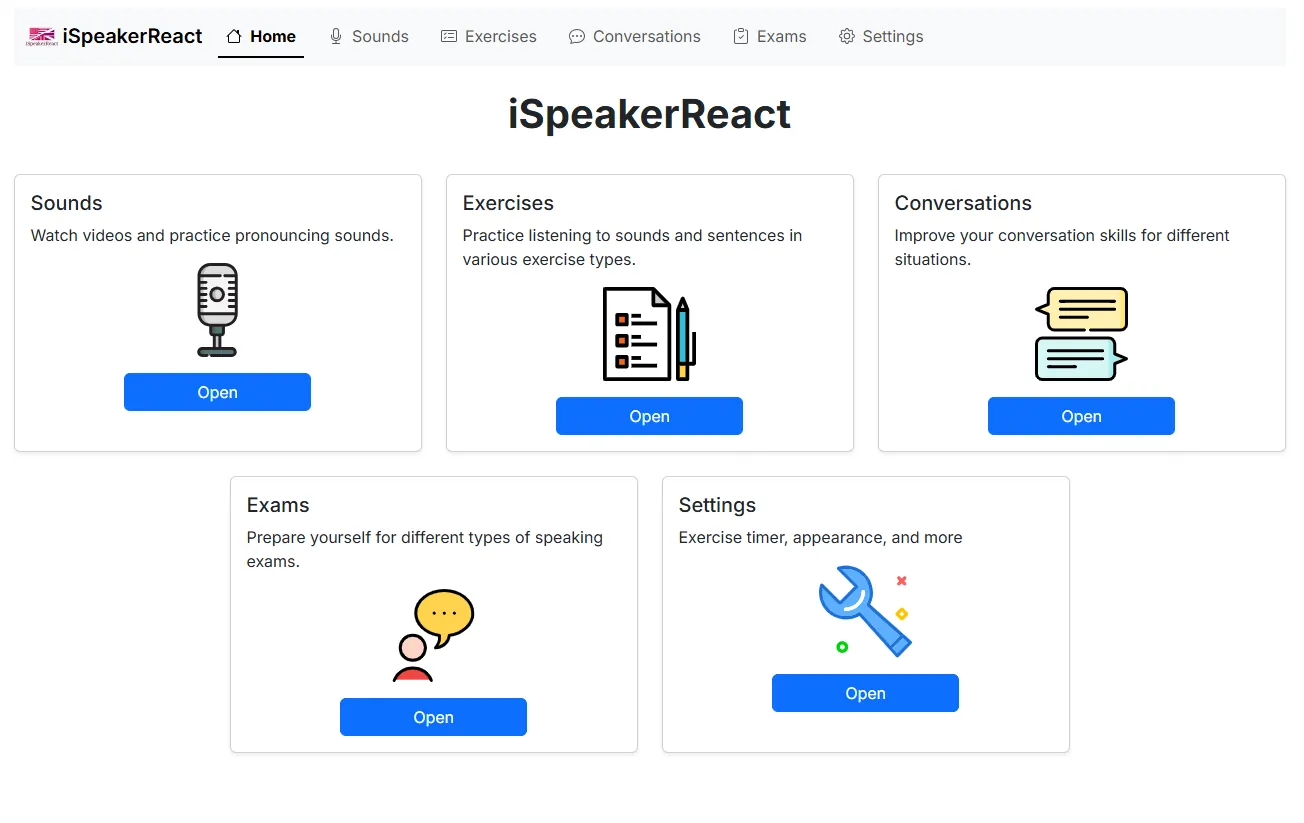 iSpeakerReact Home Sounds Exercises Conversations Exams Settings
iSpeakerReact
Sounds
Watch videos and practice pronouncing sounds.
Open
Exercises
Practice listening to sounds and sentences in
various exercise types.
Open
Conversations
Improve your conversation skills for different
situations.
Open
Exams
Prepare yourself for different types of speaking
exams.
Open
Settings
Exercise timer, appearance, and more
Open